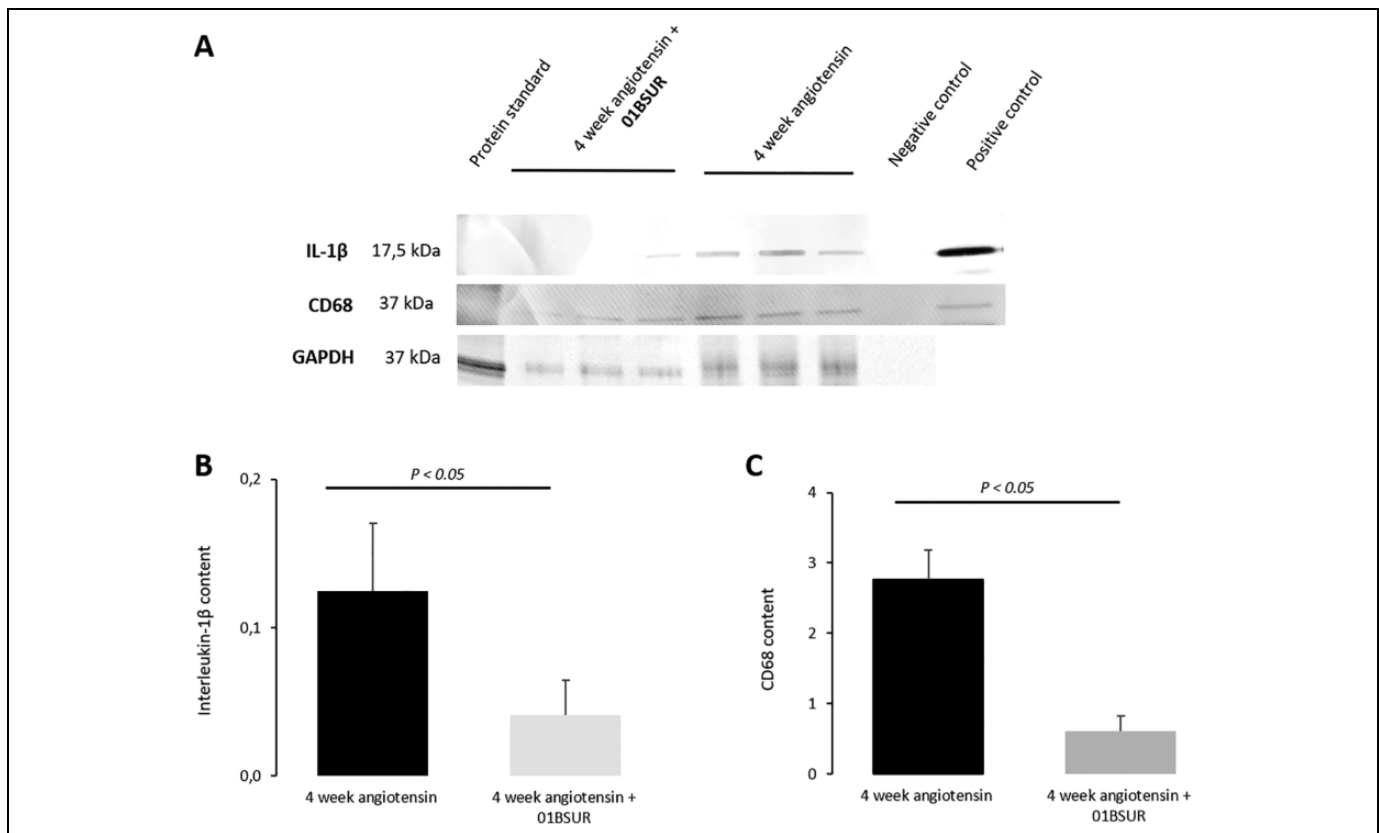 A
Protein standard
4 week angiotensin +
01BSUR
4 week angiotensin
Negative control
Positive control
IL-1β 17,5 kDa
CD68 37 kDa
GAPDH 37 kDa
B
P < 0.05
0,2
0,1
0,0
Interleukin-1β content
4 week angiotensin
4 week angiotensin +
01BSUR
C
P < 0.05
4
3
2
1
0
CD68 content
4 week angiotensin
4 week angiotensin +
01BSUR